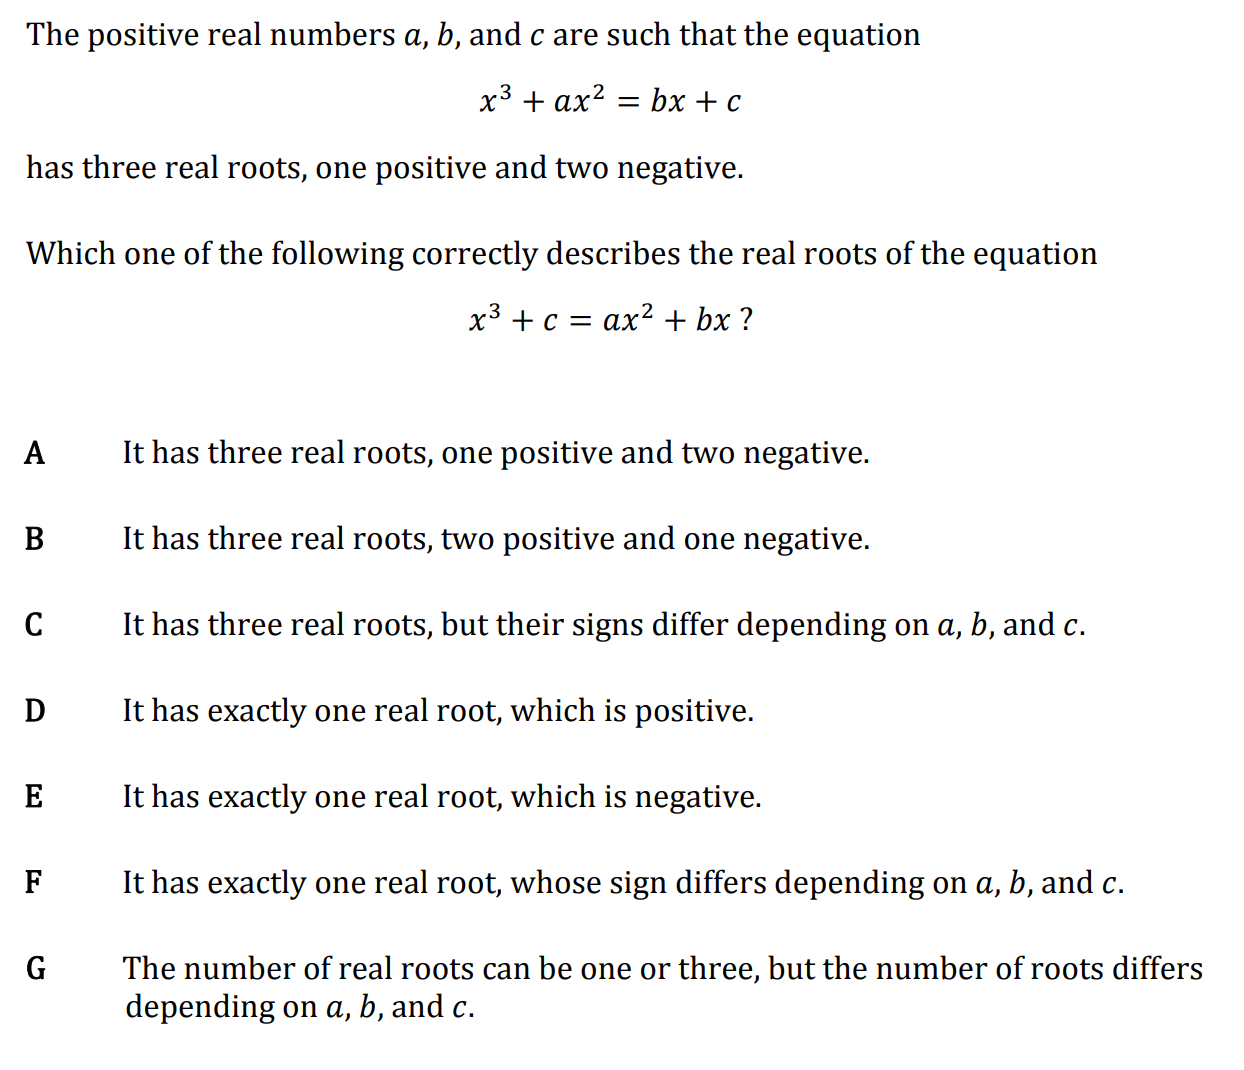 The positive real numbers a, b, and c are such that the equation
x³ + ax² = bx + c
has three real roots, one positive and two negative.
Which one of the following correctly describes the real roots of the equation
x³ + c = ax² + bx ?
A It has three real roots, one positive and two negative.
B It has three real roots, two positive and one negative.
C It has three real roots, but their signs differ depending on a, b, and c.
D It has exactly one real root, which is positive.
E It has exactly one real root, which is negative.
F It has exactly one real root, whose sign differs depending on a, b, and c.
G The number of real roots can be one or three, but the number of roots differs
depending on a, b, and c.